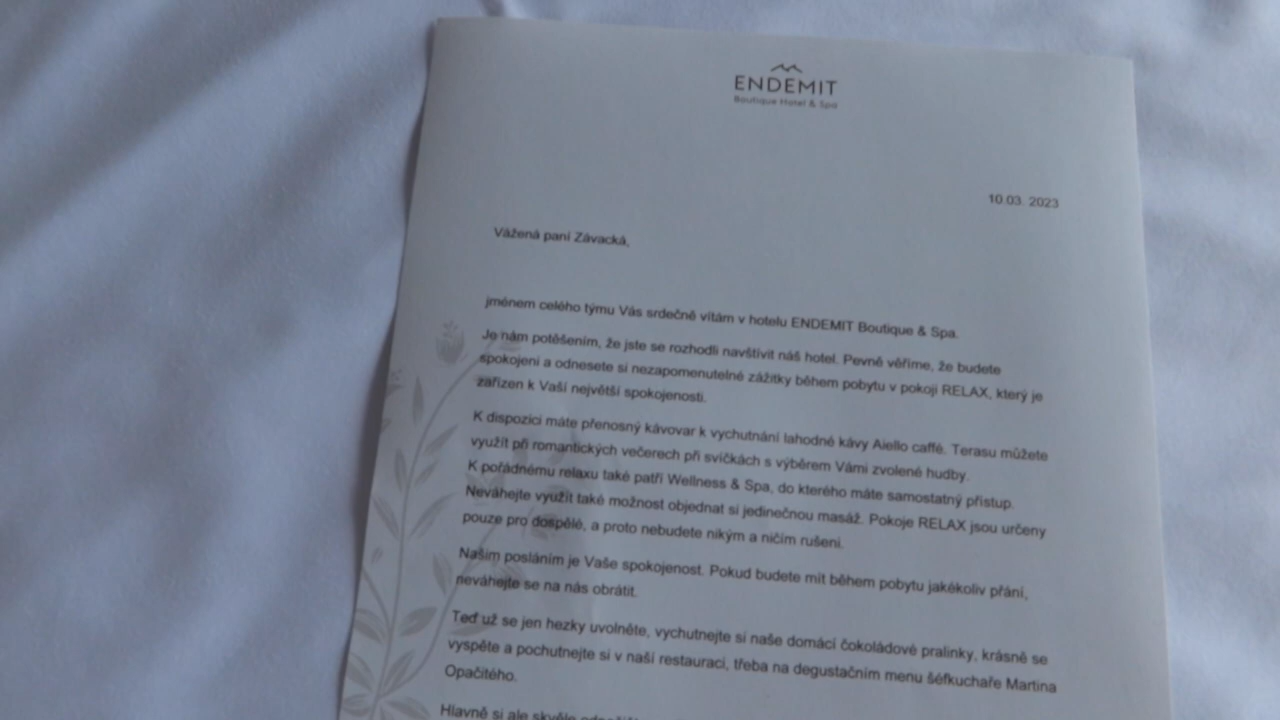 ENDEMIT
Boutique Hotel & Spa
10.03. 2023
Vážená paní Závacká,
jménem celého týmu Vás srdečně vítám v hotelu ENDEMIT Boutique & Spa.
Je nám potěšením, že jste se rozhodli navštívit náš hotel. Pevně věříme, že budete
spokojeni a odnesete si nezapomenutelné zážitky během pobytu v pokoji RELAX, který je
zařízen k Vaší největší spokojenosti.
K dispozici máte přenosný kávovar k vychutnání lahodné kávy Aiello caffé. Terasu můžete
využít při romantických večerech při svíčkách s výběrem Vámi zvolené hudby.
K pořádnému relaxu také patří Wellness & Spa, do kterého máte samostatný přístup.
Neváhejte využít také možnost objednat si jedinečnou masáž. Pokoje RELAX jsou určeny
pouze pro dospělé, a proto nebudete nikým a ničím rušeni.
Naším posláním je Vaše spokojenost. Pokud budete mít během pobytu jakékoliv přání,
neváhejte se na nás obrátit.
Teď už se jen hezky uvolněte, vychutnejte si naše domácí čokoládové pralinky, krásně se
vyspěte a pochutnejte si v naší restauraci, třeba na degustačním menu šéfkuchaře Martina
Opačitého.
Hlavně si ale skvěle